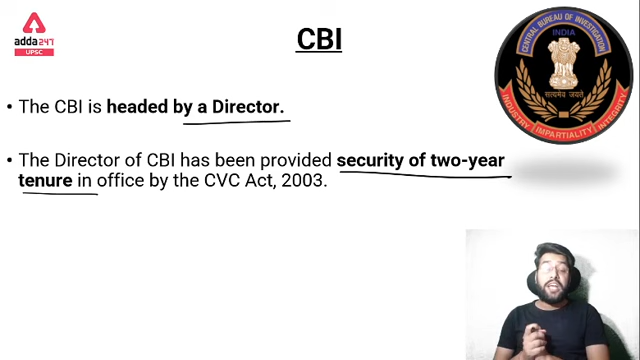 adda247
UPSC
CBI
CENTRAL BUREAU OF INVESTIGATION
INDIA
सत्यमेव जयते
INDUSTRY IMPARTIALITY INTEGRITY
• The CBI is headed by a Director.
• The Director of CBI has been provided security of two-year
tenure in office by the CVC Act, 2003.